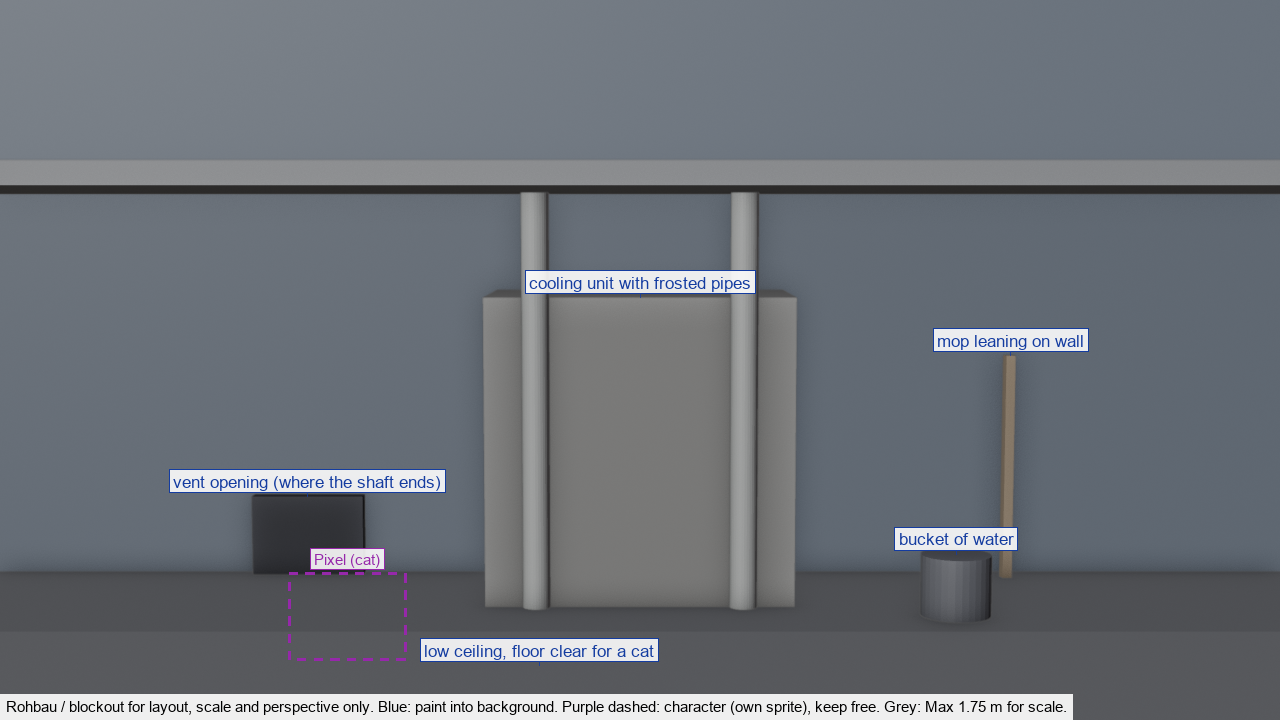 cooling unit with frosted pipes
mop leaning on wall
vent opening (where the shaft ends)
bucket of water
Pixel (cat)
low ceiling, floor clear for a cat
Rohbau / blockout for layout, scale and perspective only. Blue: paint into background. Purple dashed: character (own sprite), keep free. Grey: Max 1.75 m for scale.